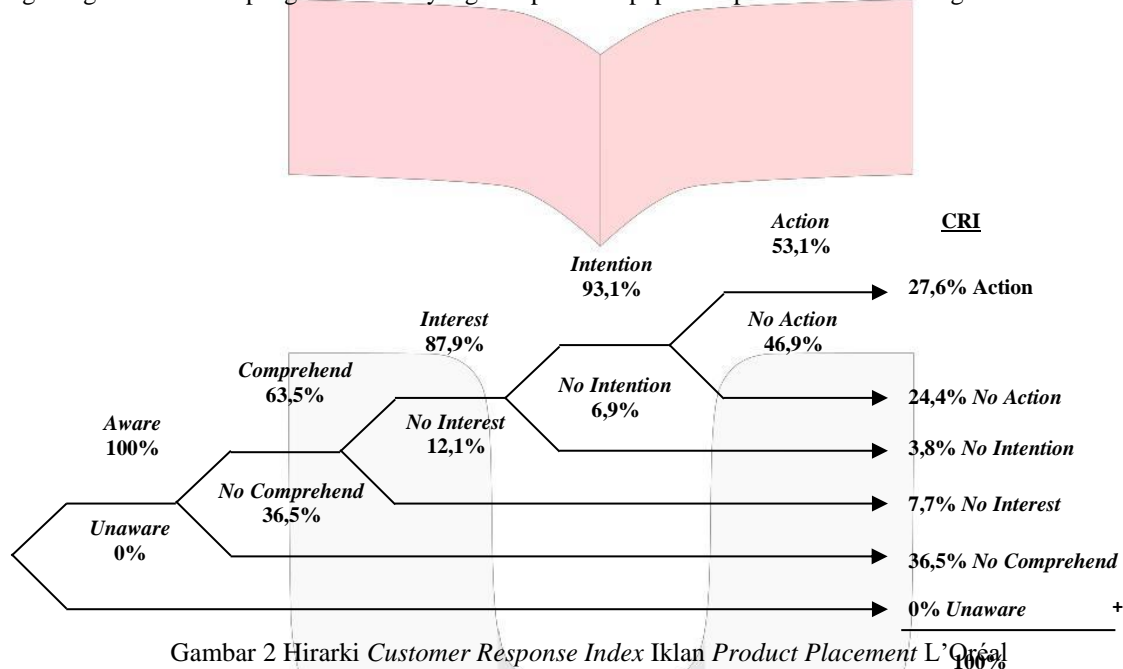 Action
53,1%
CRI
Intention
93,1%
27,6% Action
Interest
87,9%
No Action
46,9%
Comprehend
63,5%
No Intention
6,9%
24,4% No Action
Aware
100%
No Interest
12,1%
3,8% No Intention
No Comprehend
36,5%
7,7% No Interest
Unaware
0%
36,5% No Comprehend
0% Unaware +
Gambar 2 Hirarki Customer Response Index Iklan Product Placement L’Oréal
100%